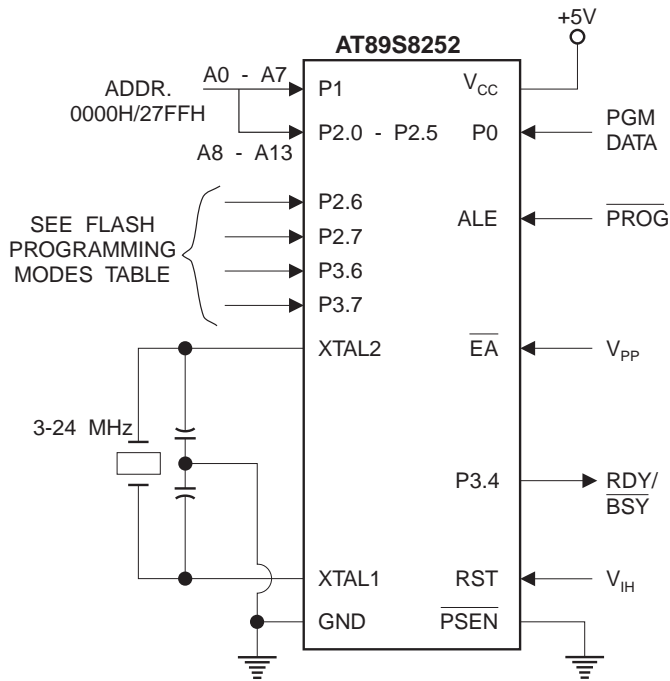 +5V
AT89S8252
ADDR.
0000H/27FFH
A0 - A7
P1
VCC
P2.0 - P2.5
P0
PGM
DATA
A8 - A13
SEE FLASH
PROGRAMMING
MODES TABLE
P2.6
P2.7
P3.6
P3.7
ALE
PROG
XTAL2
EA
VPP
3-24 MHz
P3.4
RDY/
BSY
XTAL1
RST
VIH
GND
PSEN